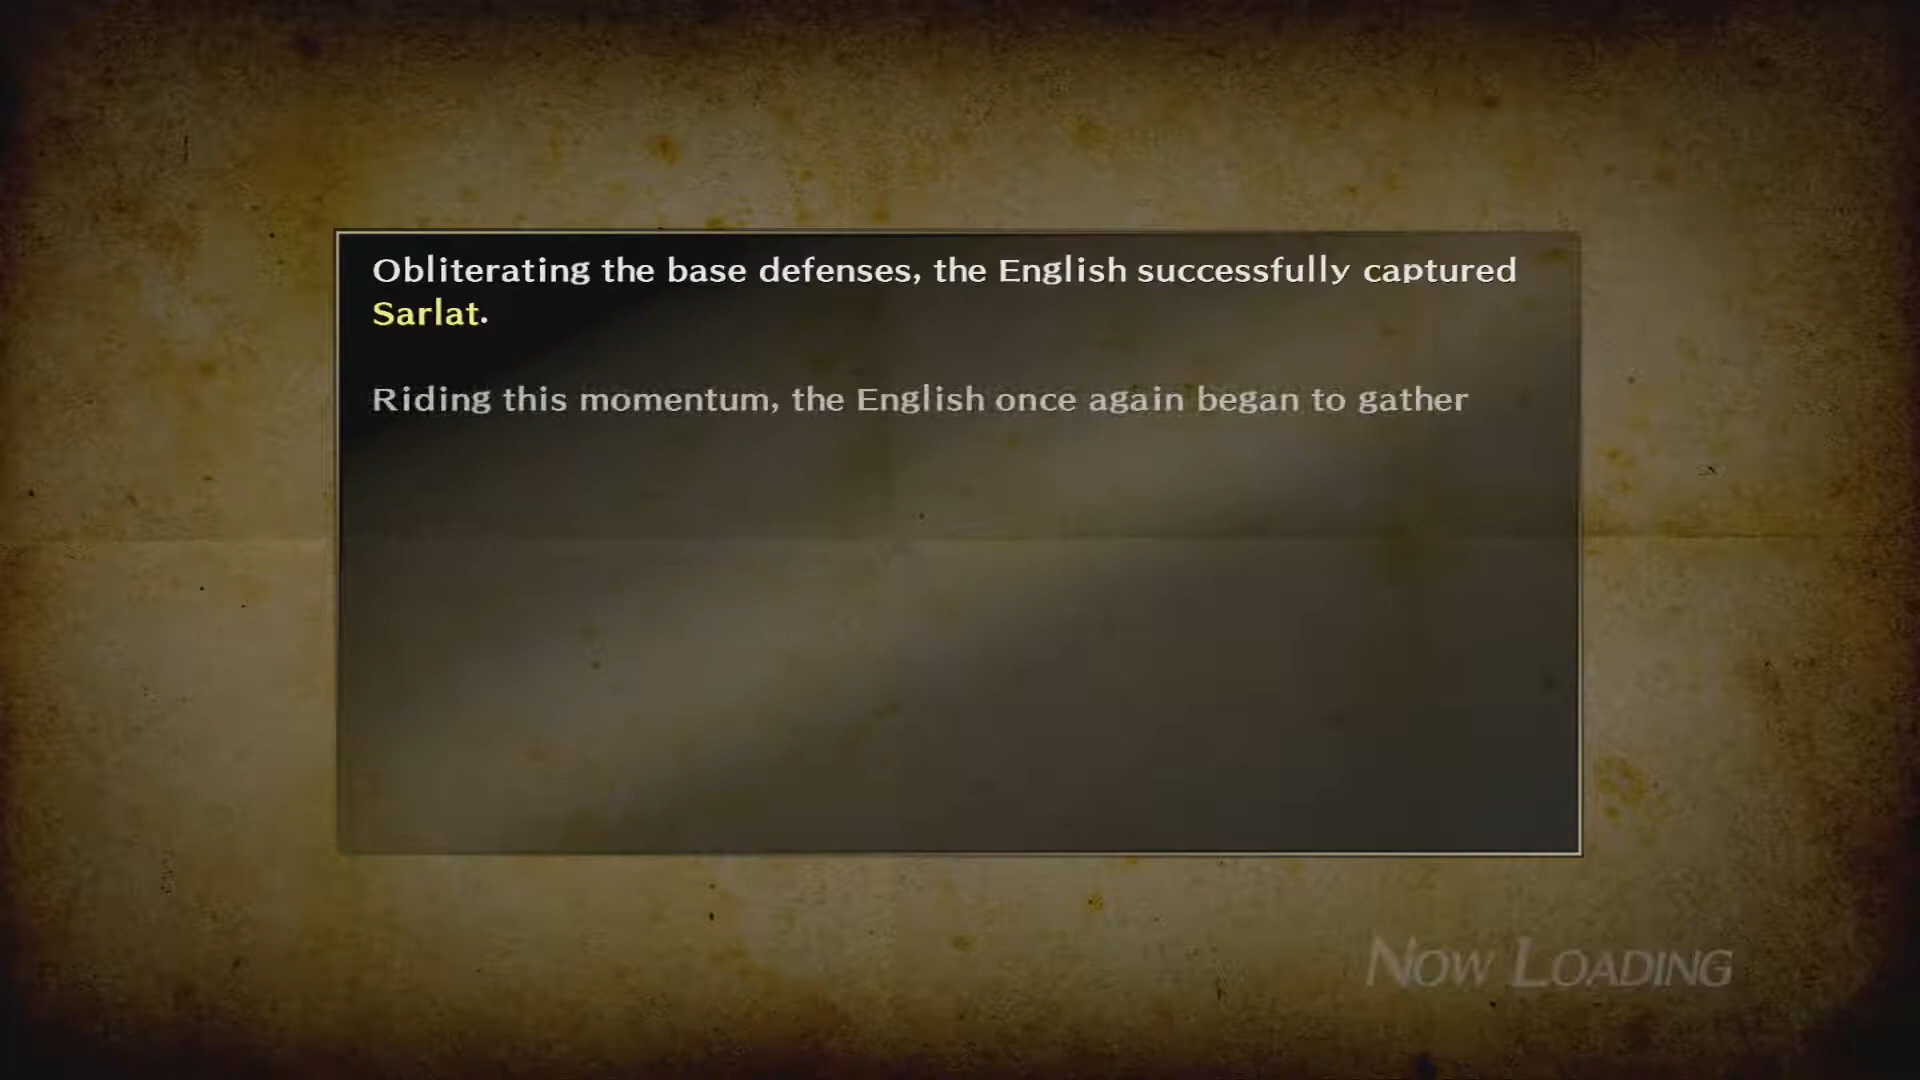 Obliterating the base defenses, the English successfully captured
Sarlat.
Riding this momentum, the English once again began to gather
NOW LOADING